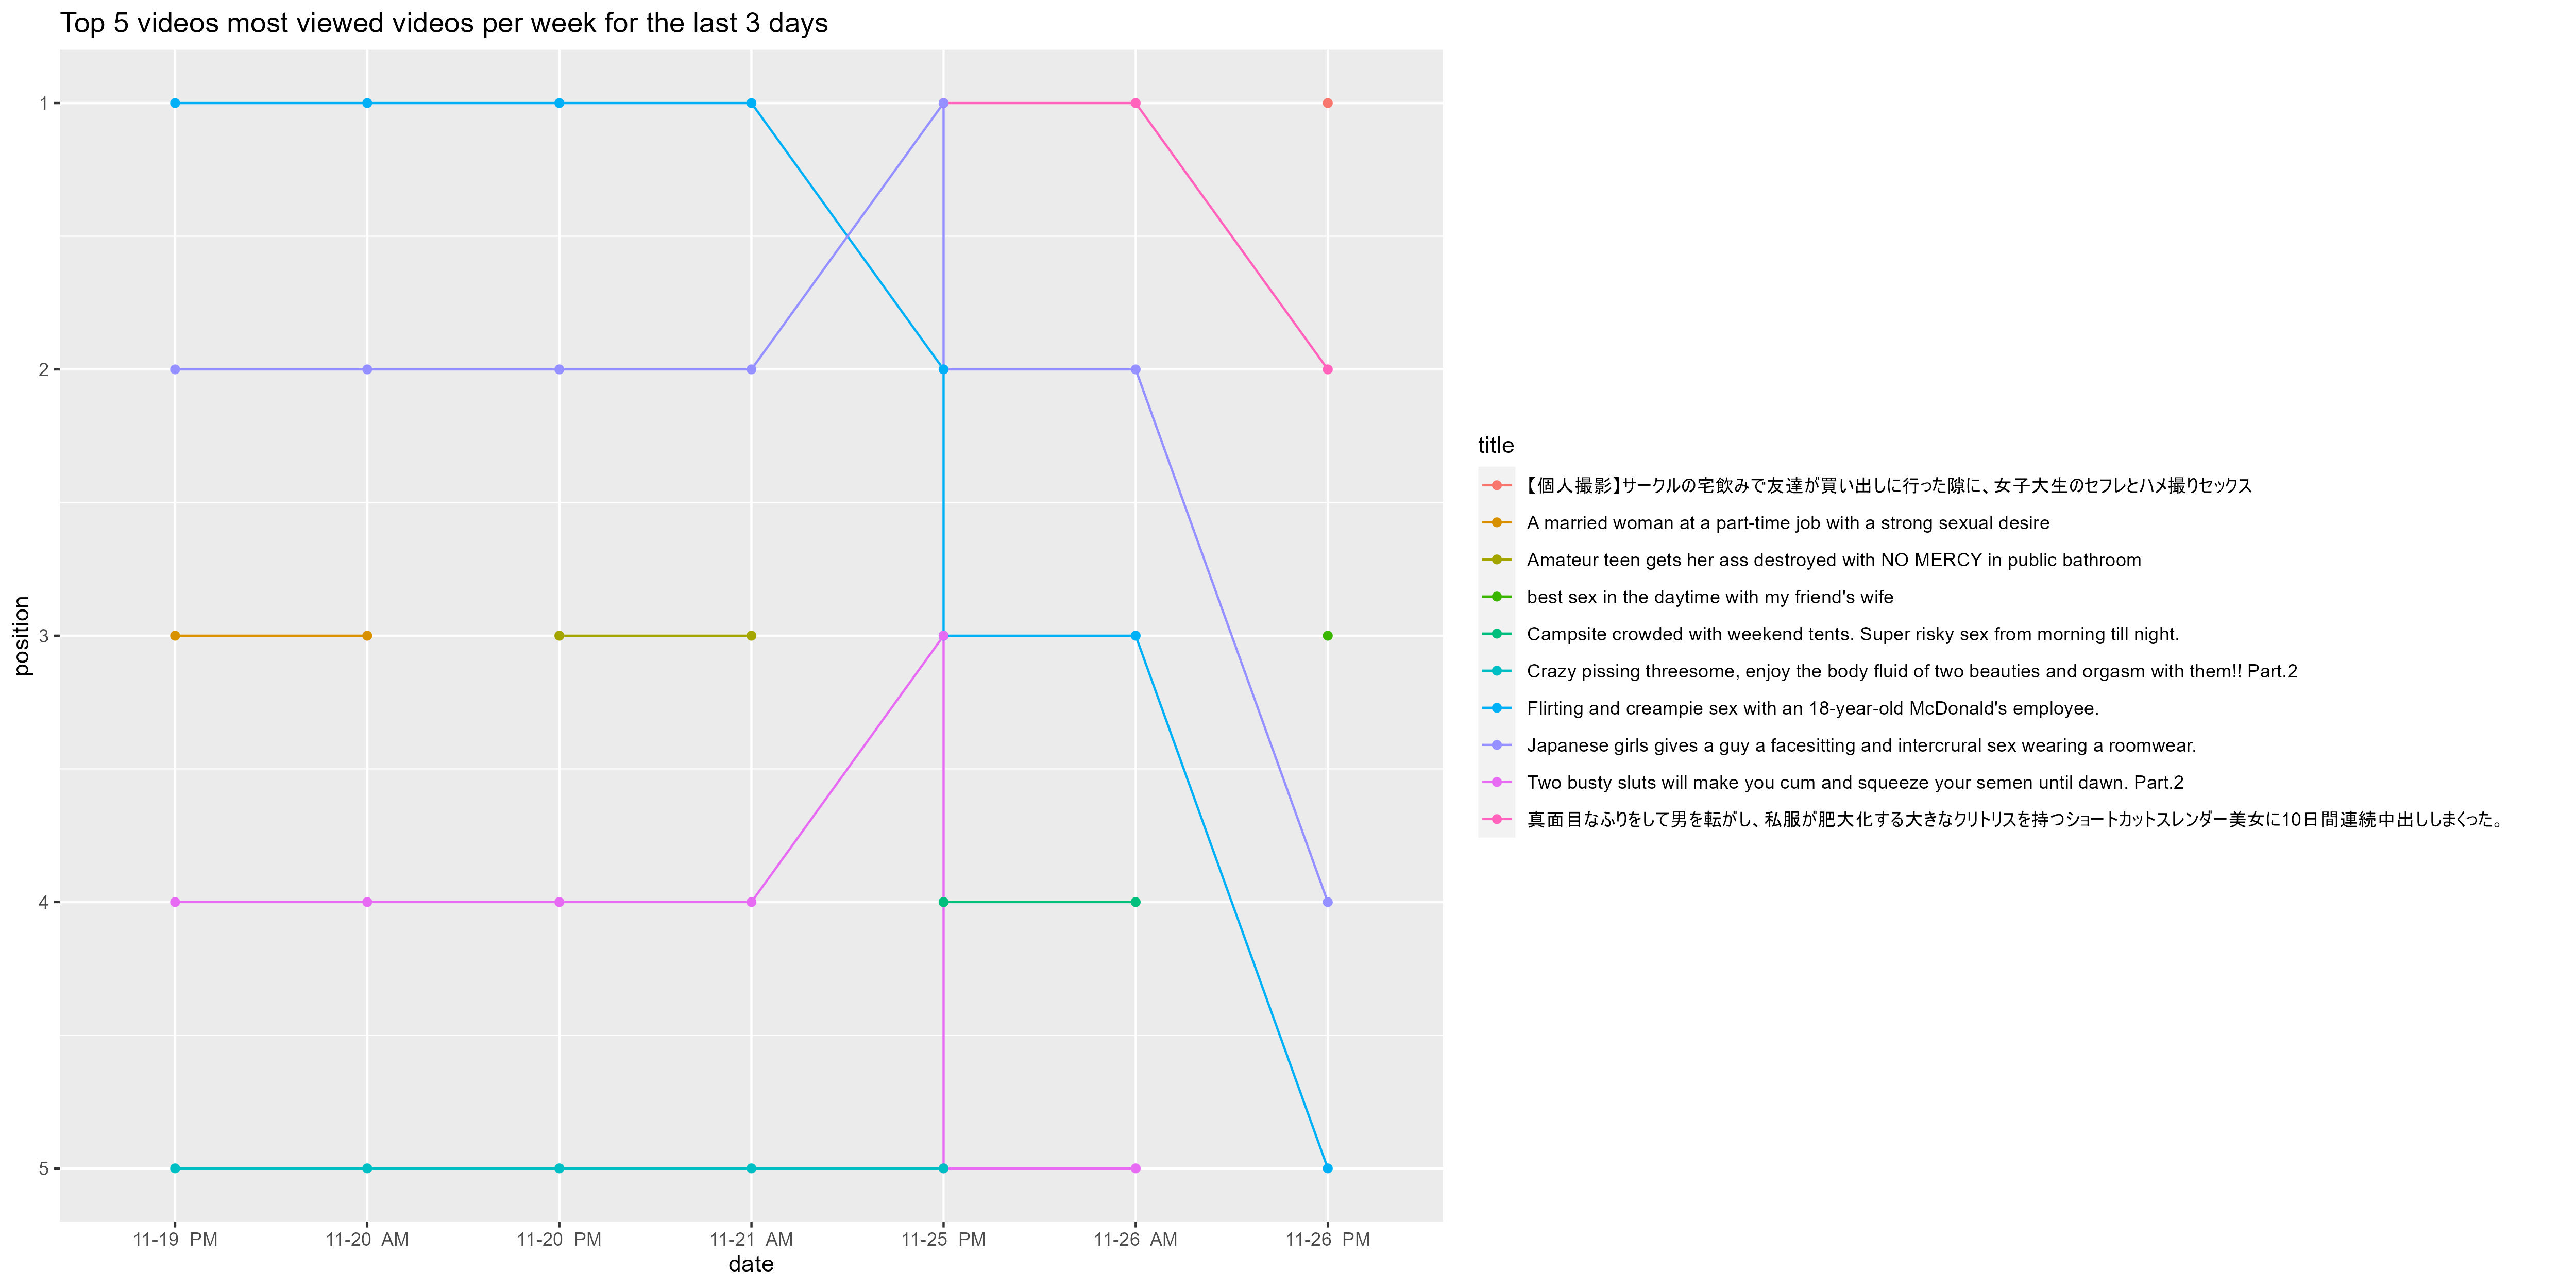 Top 5 videos most viewed videos per week for the last 3 days
position
1
2
3
4
5
11-19 PM
11-20 AM
11-20 PM
11-21 AM
11-25 PM
11-26 AM
11-26 PM
date
title
【個人撮影】サークルの宅飲みで友達が買い出しに行った隙に、女子大生のセフレとハメ撮りセックス
A married woman at a part-time job with a strong sexual desire
Amateur teen gets her ass destroyed with NO MERCY in public bathroom
best sex in the daytime with my friend's wife
Campsite crowded with weekend tents. Super risky sex from morning till night.
Crazy pissing threesome, enjoy the body fluid of two beauties and orgasm with them!! Part.2
Flirting and creampie sex with an 18-year-old McDonald's employee.
Japanese girls gives a guy a facesitting and intercrural sex wearing a roomwear.
Two busty sluts will make you cum and squeeze your semen until dawn. Part.2
真面目なふりをして男を転がし、私服が肥大化する大きなクリトリスを持つショートカットスレンダー美女に10日間連続中出ししまくった。